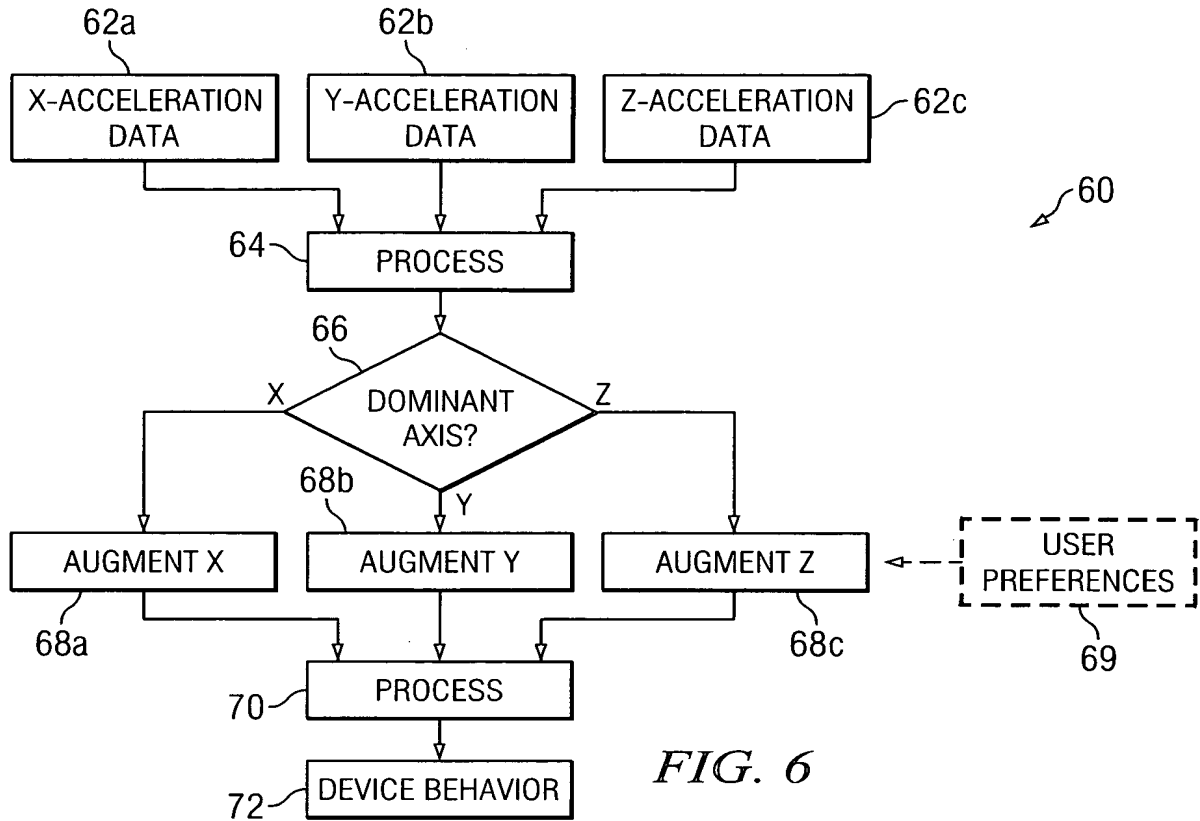 62a
62b
X-ACCELERATION
DATA
Y-ACCELERATION
DATA
Z-ACCELERATION
DATA
62c
60
64
PROCESS
66
X
DOMINANT
AXIS?
Z
Y
68b
AUGMENT X
AUGMENT Y
AUGMENT Z
USER
PREFERENCES
68a
68c
69
70
PROCESS
72
DEVICE BEHAVIOR
FIG. 6